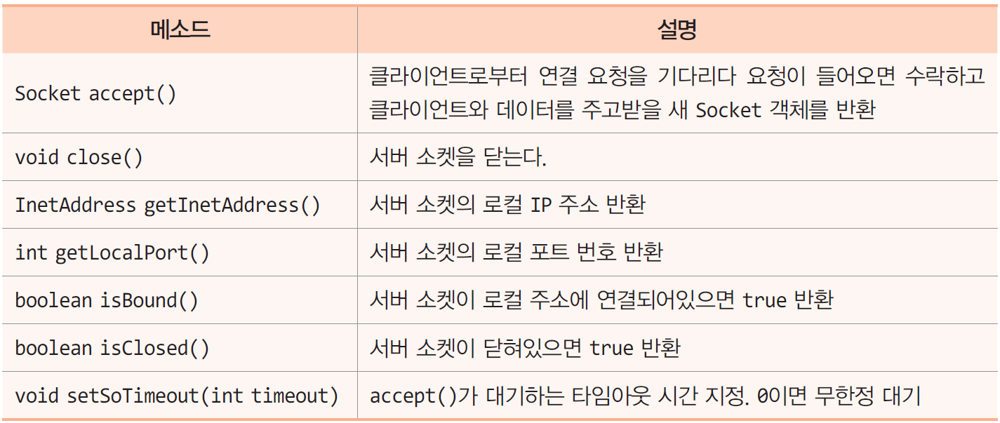 메소드 설명
Socket accept() 클라이언트로부터 연결 요청을 기다리다 요청이 들어오면 수락하고
클라이언트와 데이터를 주고받을 새 Socket 객체를 반환
void close() 서버 소켓을 닫는다.
InetAddress getInetAddress() 서버 소켓의 로컬 IP 주소 반환
int getLocalPort() 서버 소켓의 로컬 포트 번호 반환
boolean isBound() 서버 소켓이 로컬 주소에 연결되어있으면 true 반환
boolean isClosed() 서버 소켓이 닫혀있으면 true 반환
void setSoTimeout(int timeout) accept()가 대기하는 타임아웃 시간 지정. 0이면 무한정 대기